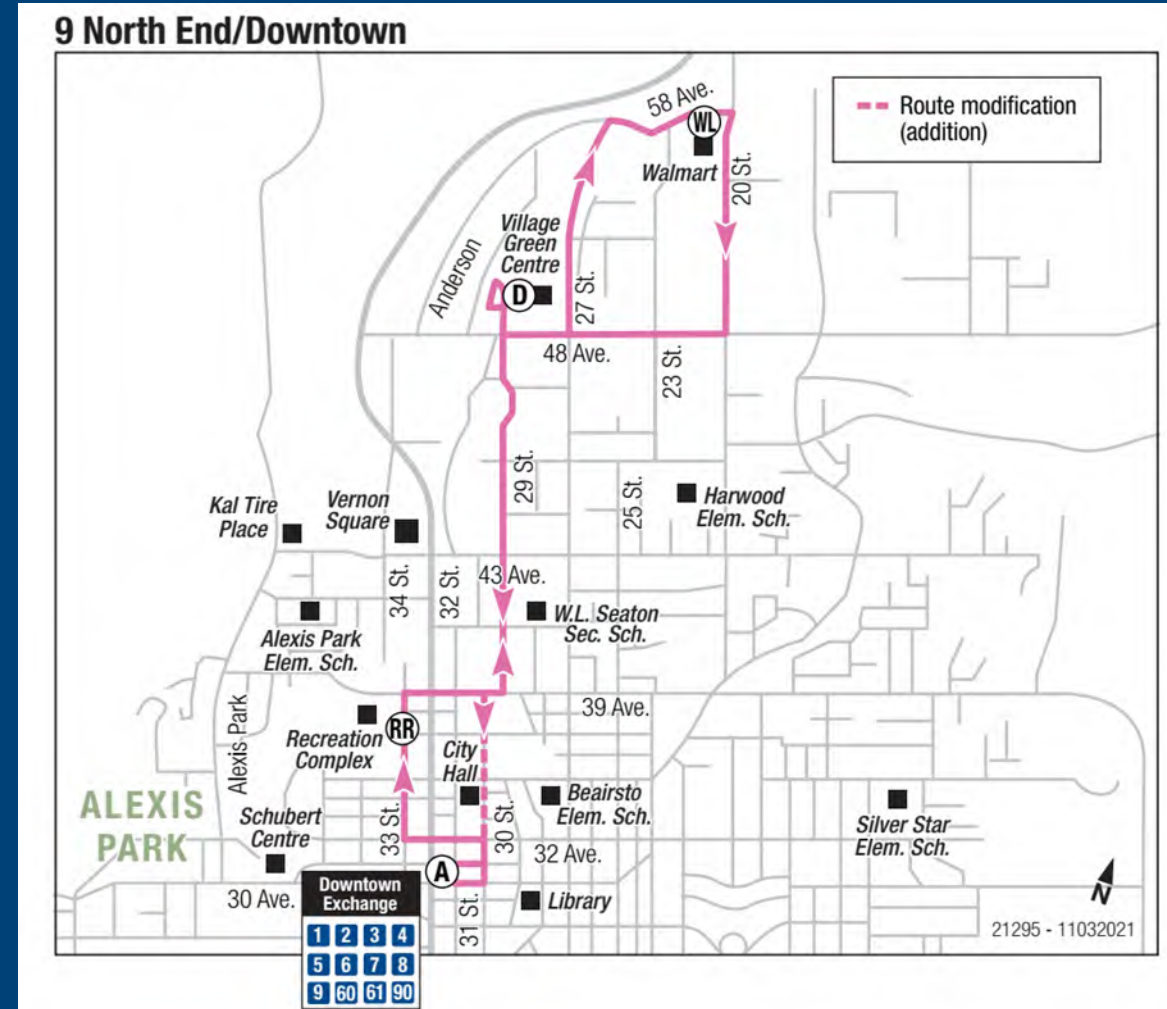 9 North End/Downtown
Route modification
(addition)
58 Ave.
WL
Walmart
20 St.
Village
Green
Centre
D
Anderson
27 St.
48 Ave.
23 St.
29 St.
25 St.
Harwood
Elem. Sch.
Kal Tire
Place
Vernon
Square
34 St.
32 St.
43 Ave.
W.L. Seaton
Sec. Sch.
Alexis Park
Elem. Sch.
Alexis Park
39 Ave.
RR
Recreation
Complex
City
Hall
Beairsto
Elem. Sch.
Silver Star
Elem. Sch.
ALEXIS
PARK
Schubert
Centre
33 St.
30 St.
32 Ave.
A
30 Ave.
31 St.
Library
N
21295 - 11032021
Downtown
Exchange
1 2 3 4
5 6 7 8
9 60 61 90